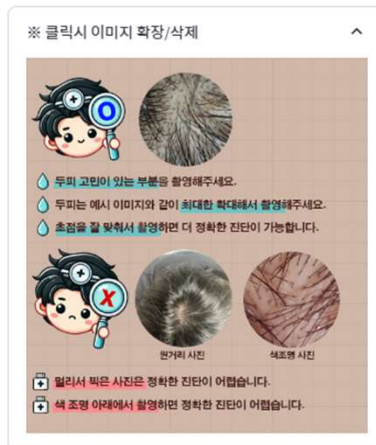 ※ 클릭시 이미지 확장/삭제
O
두피 고민이 있는 부분을 촬영해주세요.
두피는 예시 이미지와 같이 최대한 확대해서 촬영해주세요.
초점을 잘 맞춰서 촬영하면 더 정확한 진단이 가능합니다.
X
원거리 사진
색조명 사진
멀리서 찍은 사진은 정확한 진단이 어렵습니다.
색 조명 아래에서 촬영하면 정확한 진단이 어렵습니다.